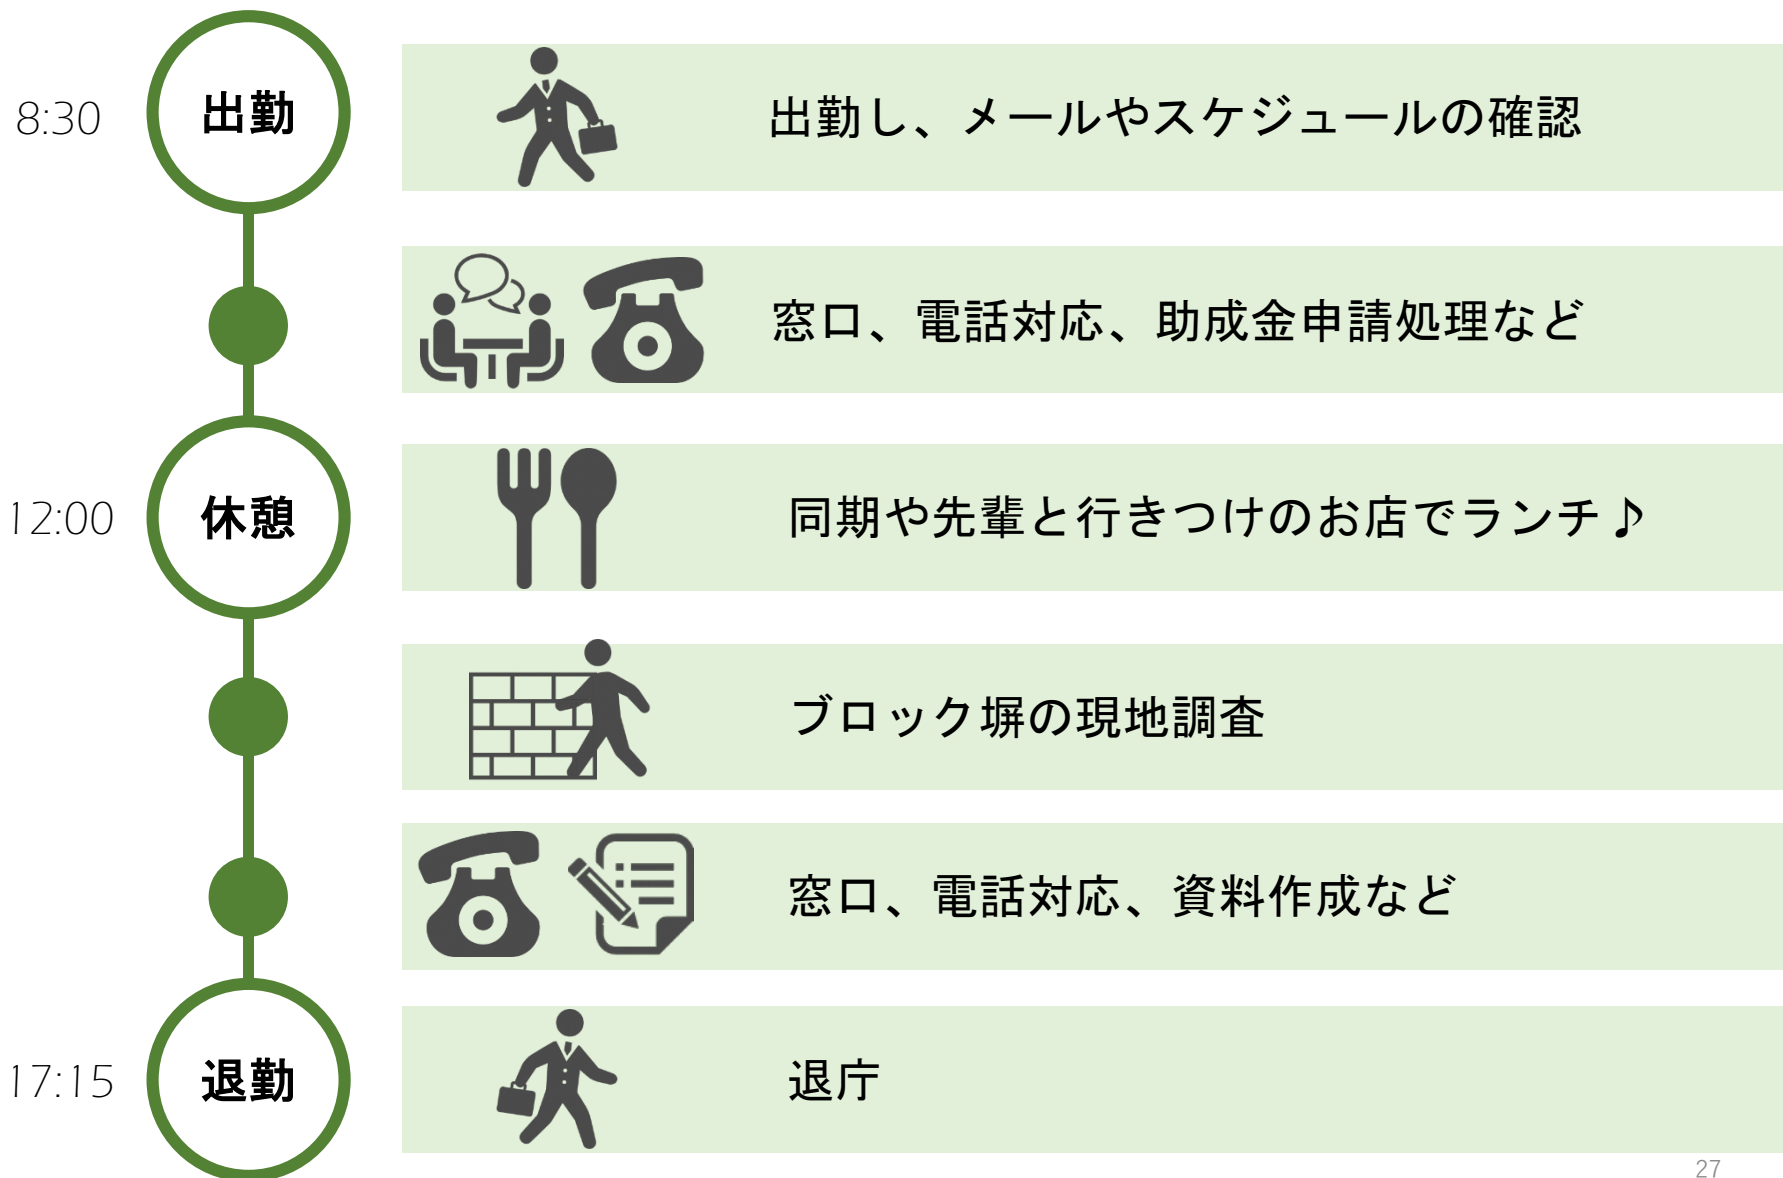 8:30
出勤
出勤し、メールやスケジュールの確認
窓口、電話対応、助成金申請処理など
12:00
休憩
同期や先輩と行きつけのお店でランチ♪
ブロック塀の現地調査
窓口、電話対応、資料作成など
17:15
退勤
退庁
27